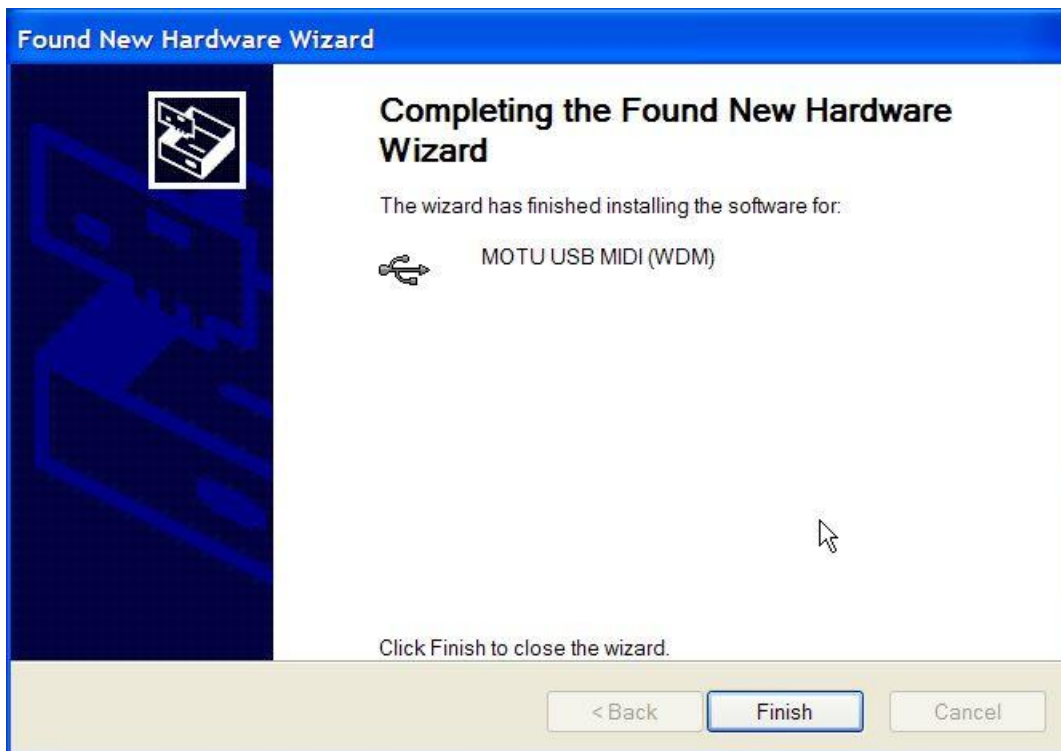 Found New Hardware Wizard
Completing the Found New Hardware
Wizard
The wizard has finished installing the software for:
MOTU USB MIDI (WDM)
Click Finish to close the wizard.
< Back
Finish
Cancel